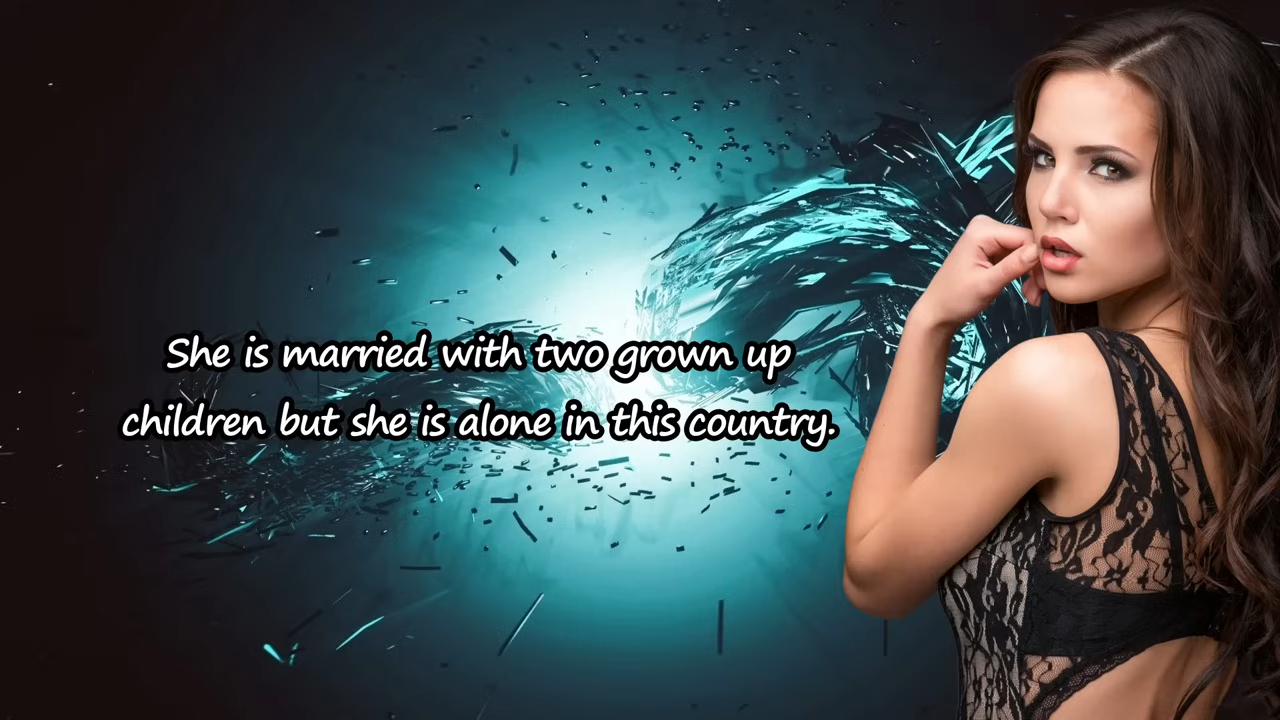 She is married with two grown up
children but she is alone in this country.